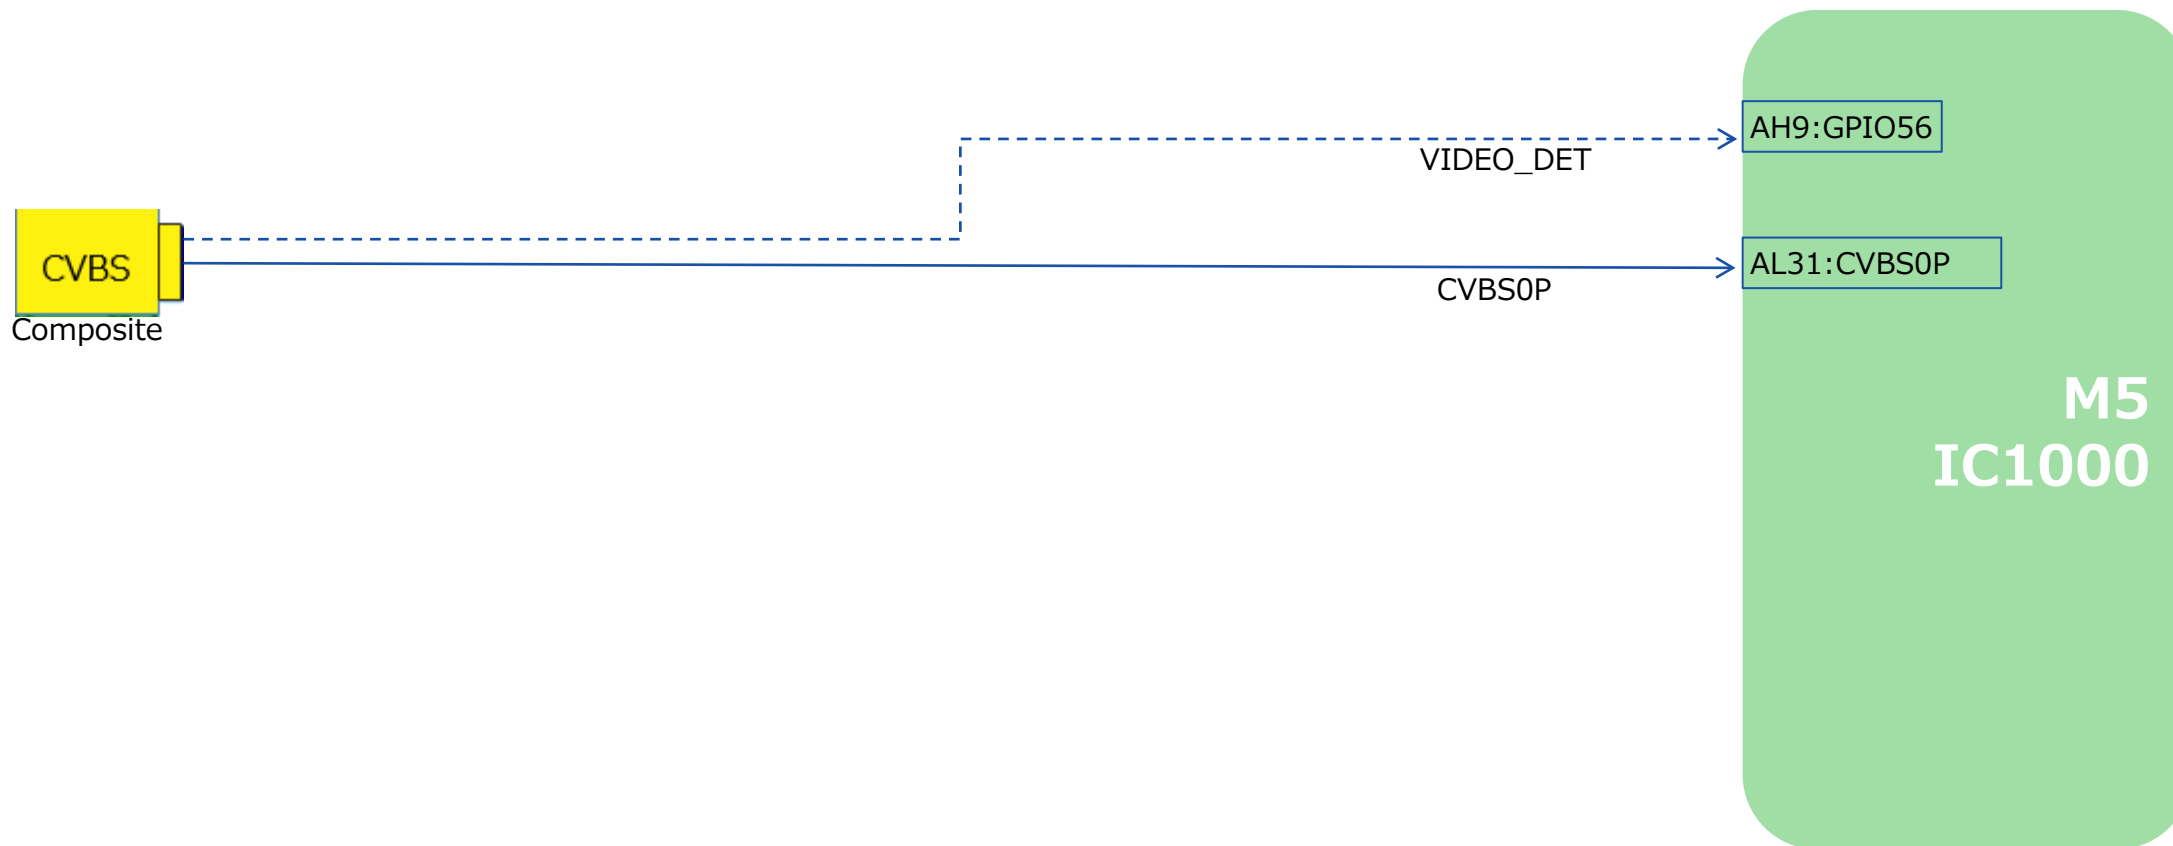 AH9:GPIO56
VIDEO_DET
CVBS
AL31:CVBS0P
CVBS0P
Composite
M5
IC1000